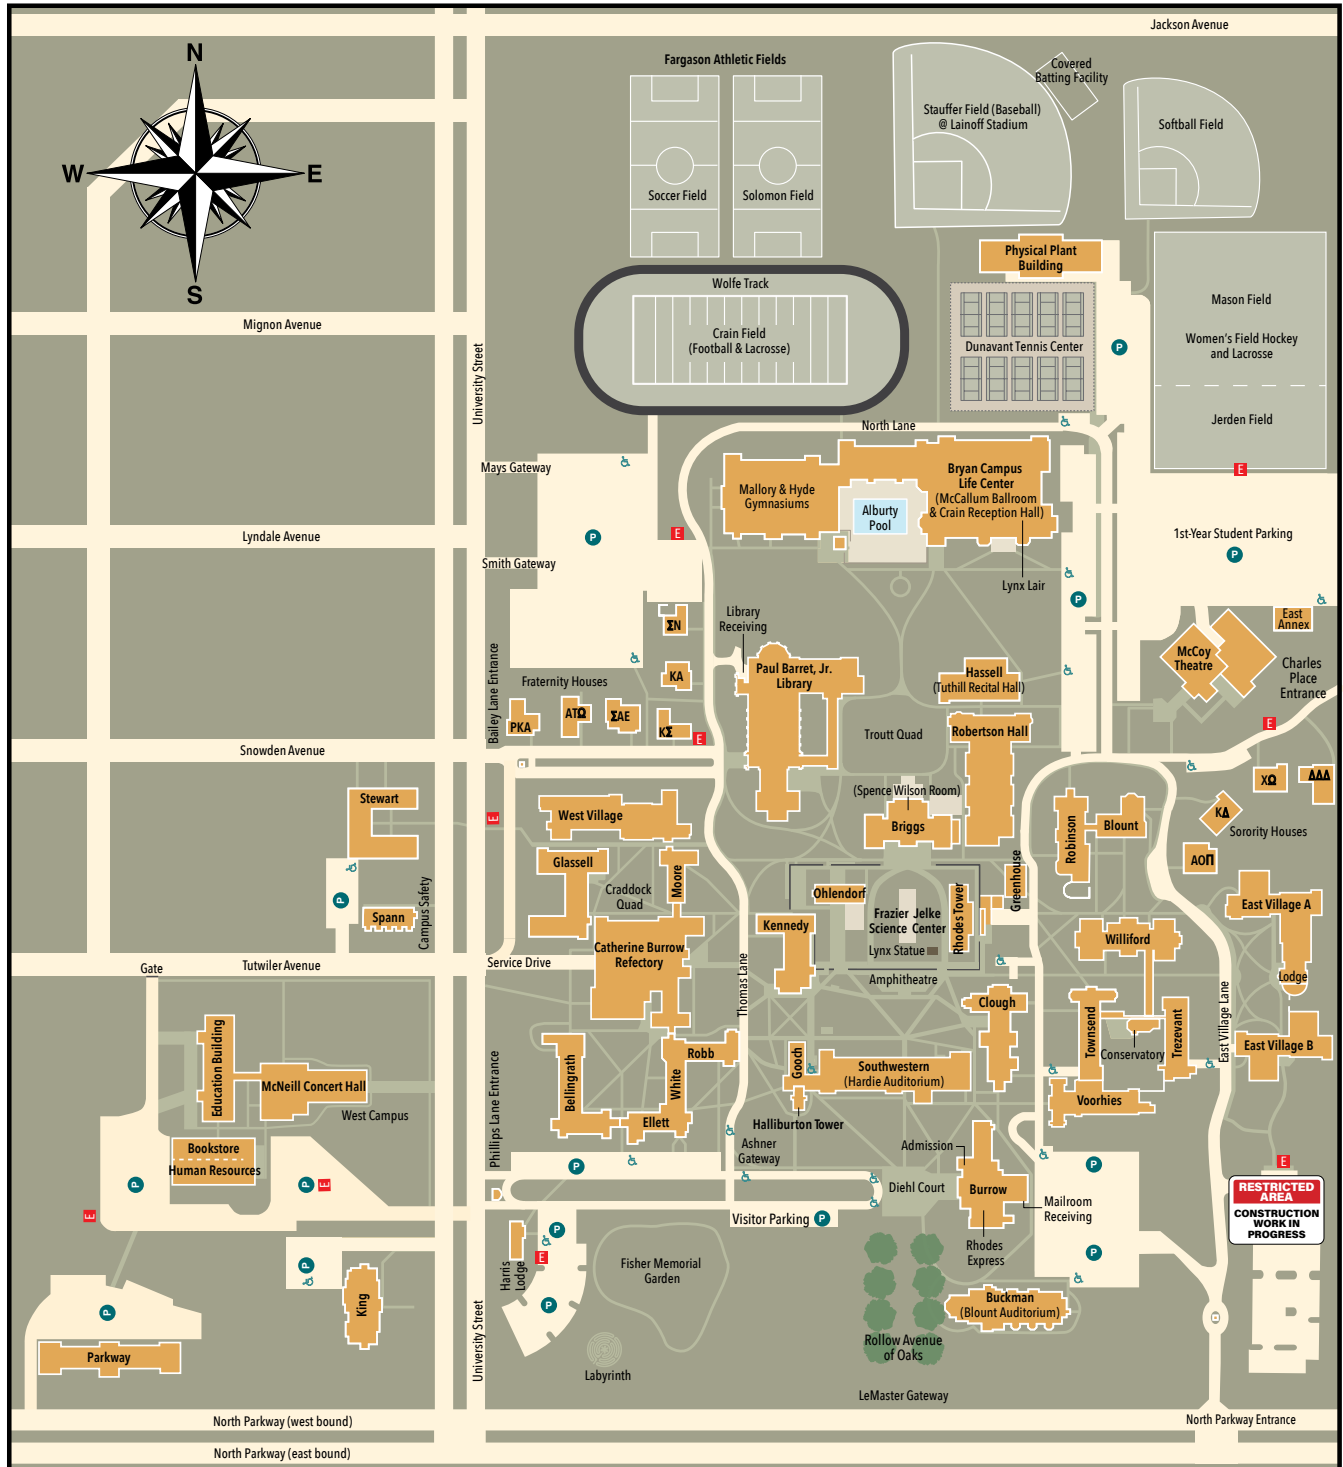 Jackson Avenue
N
W
E
S
Fargason Athletic Fields
Soccer Field
Solomon Field
Stauffer Field (Baseball)
@ Lainoff Stadium
Covered
Batting Facility
Softball Field
Physical Plant
Building
Wolfe Track
Crain Field
(Football & Lacrosse)
Dunavant Tennis Center
P
Mason Field
Women's Field Hockey
and Lacrosse
Jerden Field
Mignon Avenue
University Street
North Lane
Mays Gateway
Mallory & Hyde
Gymnasiums
Bryan Campus
Life Center
(McCallum Ballroom
& Crain Reception Hall)
Alburty
Pool
Lynx Lair
E
Lyndale Avenue
P
E
1st-Year Student Parking
P
Smith Gateway
P
ΣN
Library
Receiving
East
Annex
McCoy
Theatre
Charles
Place
Entrance
Bailey Lane Entrance
Fraternity Houses
KA
Paul Barret, Jr.
Library
Hassell
(Tuthill Recital Hall)
PKA
ATΩ
ΣAE
KΣ
E
Troutt Quad
Robertson Hall
E
Snowden Avenue
XΩ
ΔΔΔ
KΔ
Sorority Houses
AOΠ
Stewart
E
West Village
(Spence Wilson Room)
Briggs
Robinson
Blount
Glassell
Moore
Craddock
Quad
Greenhouse
P
Spann
Campus Safety
Ohlendorf
Frazier Jelke
Science Center
Rhodes Tower
East Village A
Kennedy
Catherine Burrow
Refectory
Lynx Statue
Williford
Lodge
Gate
Tutwiler Avenue
Service Drive
Thomas Lane
Amphitheatre
Clough
Townsend
Conservatory
Trezevant
East Village Lane
East Village B
Education Building
McNeill Concert Hall
West Campus
Bellingrath
Robb
White
Gooch
Southwestern
(Hardie Auditorium)
Voorhies
Ellett
Halliburton Tower
Phillips Lane Entrance
Bookstore
Human Resources
P
P
E
E
P
Ashner
Gateway
Admission
P
E
Diehl Court
Burrow
Mailroom
Receiving
RESTRICTED
AREA
CONSTRUCTION
WORK IN
PROGRESS
Visitor Parking P
P
E
P
Harris
Lodge
Fisher Memorial
Garden
Rhodes
Express
P
P
King
P
Buckman
(Blount Auditorium)
Parkway
University Street
Labyrinth
Rollow Avenue
of Oaks
LeMaster Gateway
North Parkway (west bound)
North Parkway Entrance
North Parkway (east bound)